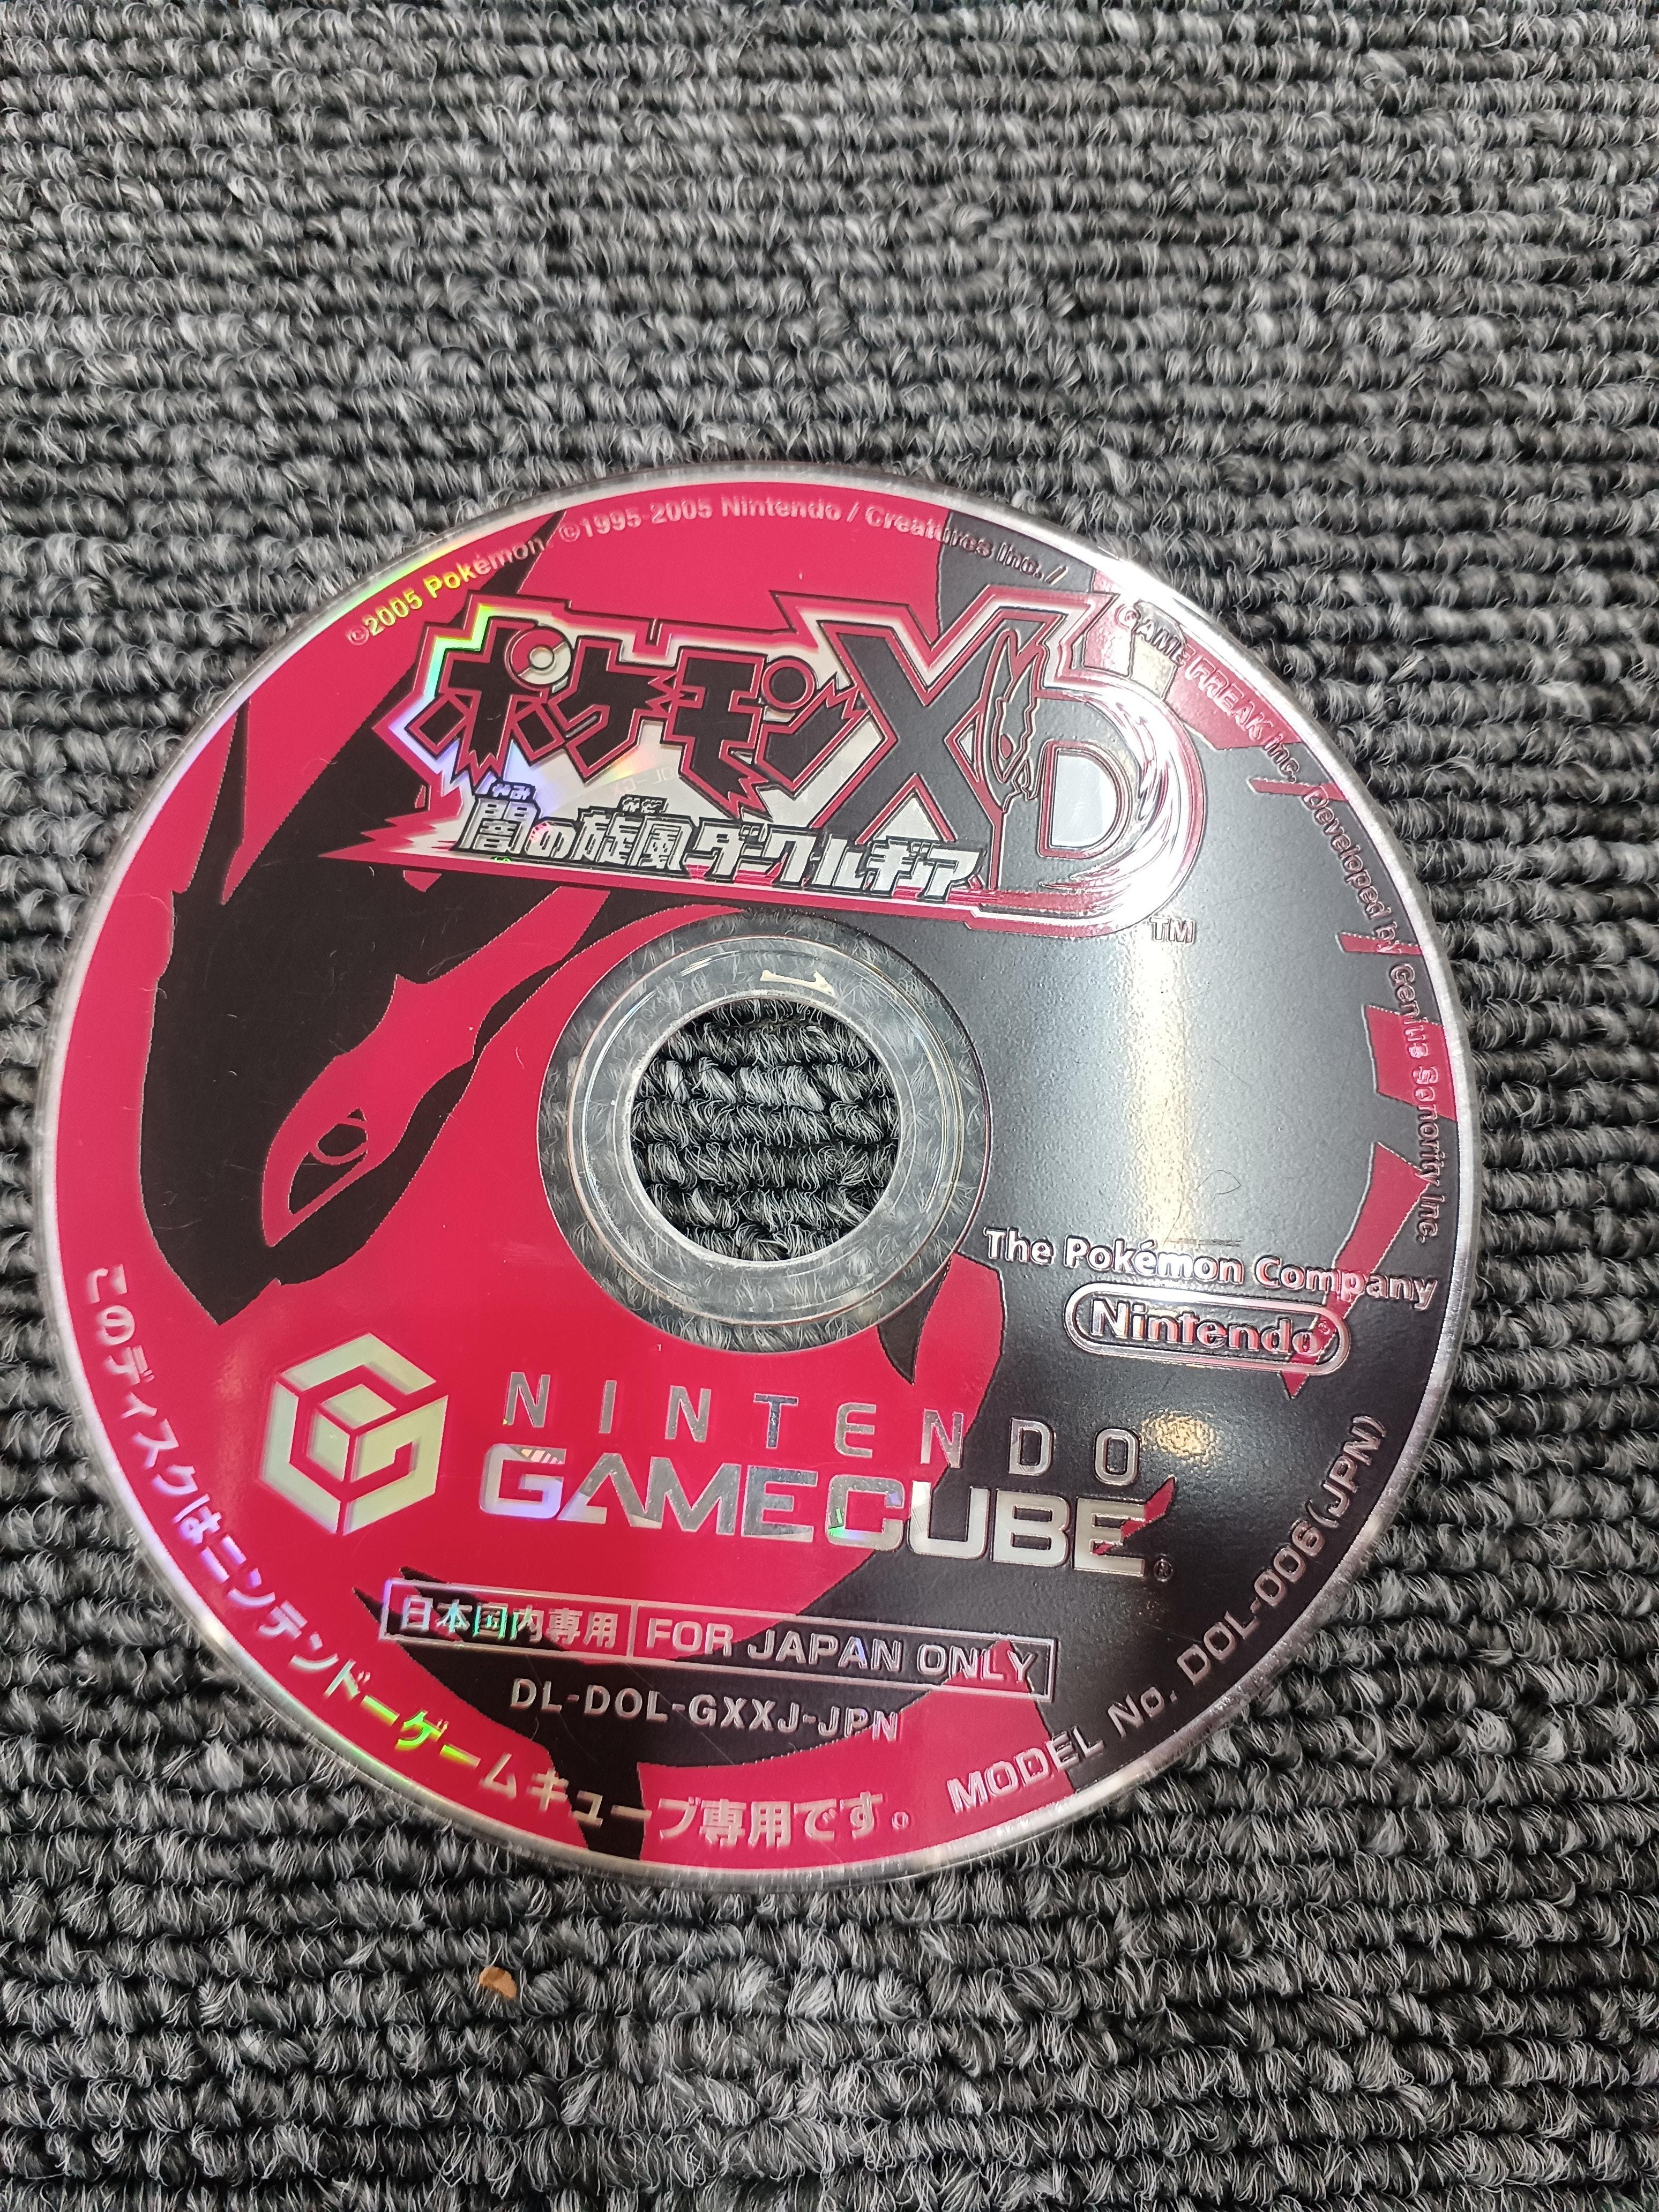 ©2005 Pokémon. ©1995-2005 Nintendo / Creatures Inc. / GAME FREAK inc. / Developed by Genius Sonority Inc.
ポケモンXD
やみ かぜ
闇の旋風ダーク・ルギア
TM
The Pokémon Company
Nintendo®
NINTENDO
GAMECUBE®
日本国内専用 FOR JAPAN ONLY
DL-DOL-GXXJ-JPN
このディスクはニンテンドーゲームキューブ専用です。
MODEL No. DOL-006(JPN)